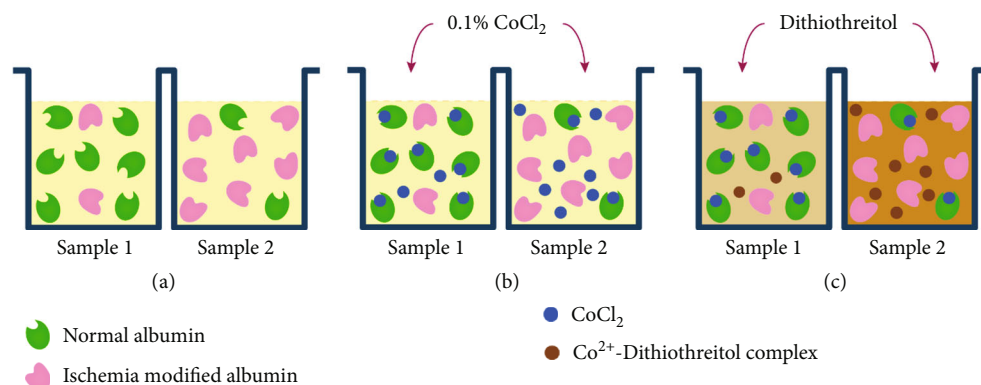 0.1% CoCl₂
Dithiothreitol
Sample 1
Sample 2
Sample 1
Sample 2
Sample 1
Sample 2
(a)
(b)
(c)
Normal albumin
Ischemia modified albumin
CoCl₂
Co²⁺-Dithiothreitol complex